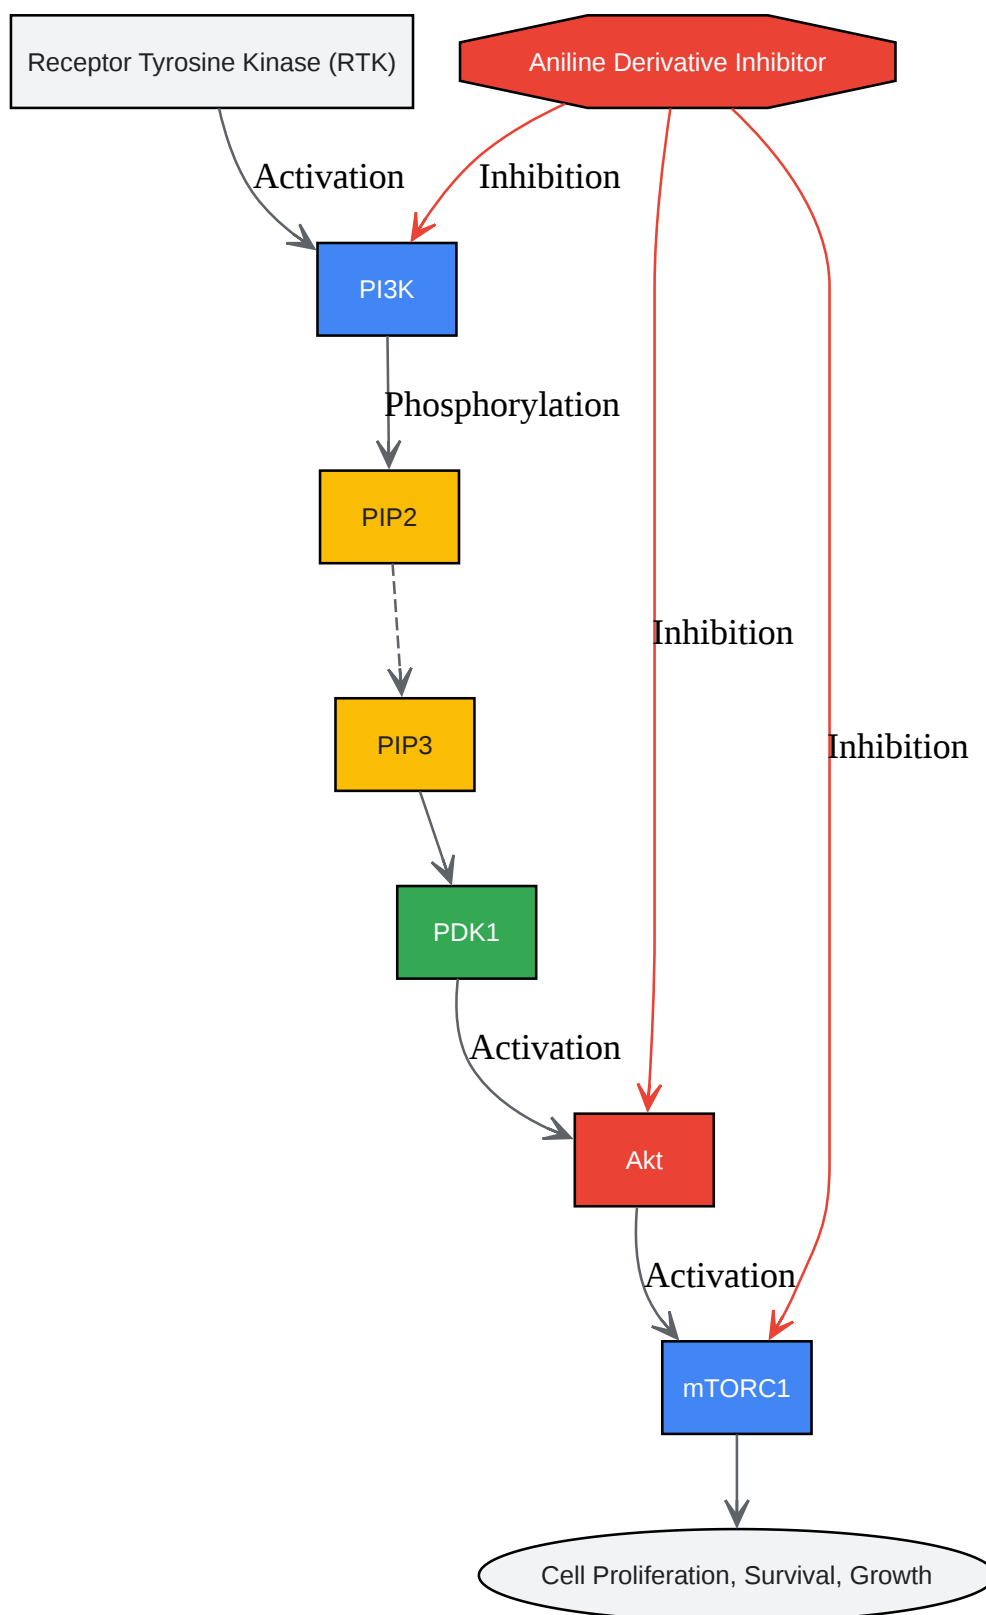 Receptor Tyrosine Kinase (RTK)
Aniline Derivative Inhibitor
Activation
Inhibition
PI3K
Phosphorylation
PIP2
Inhibition
PIP3
Inhibition
PDK1
Activation
Akt
Activation
mTORC1
Cell Proliferation, Survival, Growth